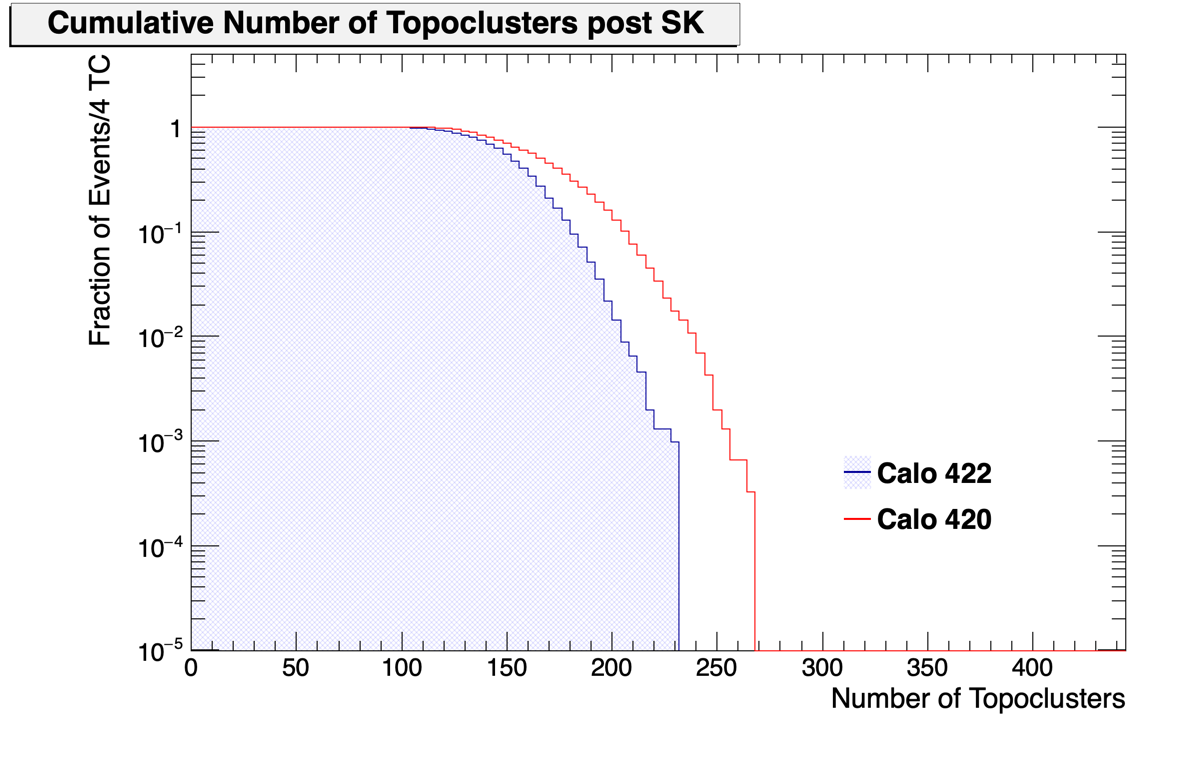 Cumulative Number of Topoclusters post SK
Fraction of Events/4 TC
1
10⁻¹
10⁻²
10⁻³
10⁻⁴
10⁻⁵
0 50 100 150 200 250 300 350 400
Number of Topoclusters
Calo 422
Calo 420